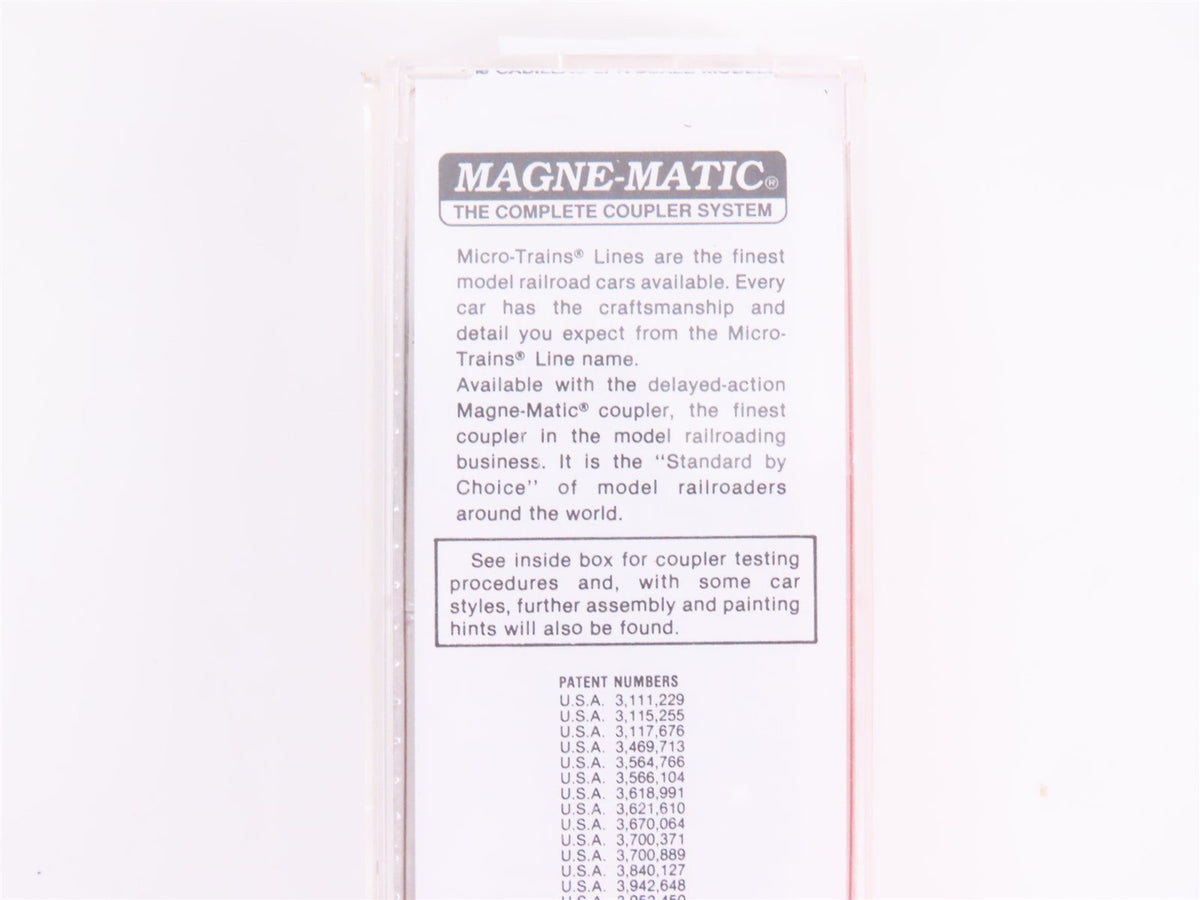 MAGNE-MATIC®
THE COMPLETE COUPLER SYSTEM
Micro-Trains® Lines are the finest
model railroad cars available. Every
car has the craftsmanship and
detail you expect from the Micro-
Trains® Line name.
Available with the delayed-action
Magne-Matic® coupler, the finest
coupler in the model railroading
business. It is the “Standard by
Choice” of model railroaders
around the world.
See inside box for coupler testing
procedures and, with some car
styles, further assembly and painting
hints will also be found.
PATENT NUMBERS
U.S.A. 3,111,229
U.S.A. 3,115,255
U.S.A. 3,117,676
U.S.A. 3,469,713
U.S.A. 3,564,766
U.S.A. 3,566,104
U.S.A. 3,618,991
U.S.A. 3,621,610
U.S.A. 3,670,064
U.S.A. 3,700,371
U.S.A. 3,700,889
U.S.A. 3,840,127
U.S.A. 3,942,648